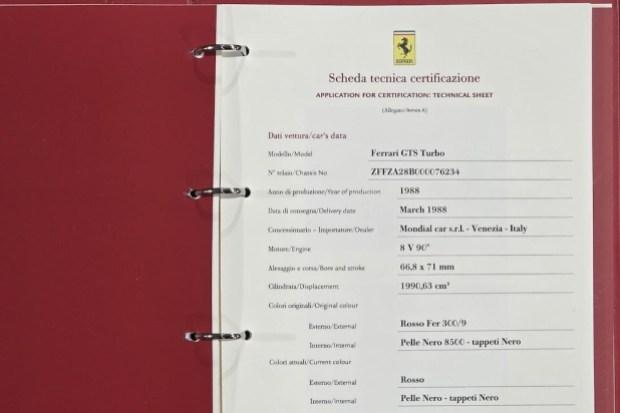 Ferrari
Scheda tecnica certificazione
APPLICATION FOR CERTIFICATION: TECHNICAL SHEET
Dati vettura/car's data
Modello/Model Ferrari GTS Turbo
N° telaio/Chassis No ZFFZA28B000076234
Anno di produzione/Year of production 1988
Data di consegna/Delivery date March 1988
Concessionario – Importatore/Dealer Mondial car s.r.l. - Venezia - Italy
Motore/Engine 8 V 90°
Alesaggio e corsa/Bore and stroke 66,8 x 71 mm
Cilindrata/Displacement 1990,63 cm³
Colori originali/Original colour
Esterno/External Rosso Fer 300/9
Interno/Internal Pelle Nero 8500 - tappeti Nero
Colori attuali/Current colour
Esterno/External Rosso
Interno/Internal Pelle Nero - tappeti Nero